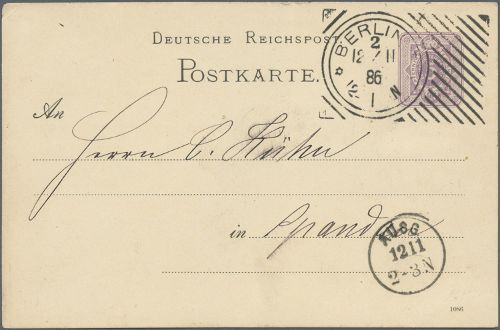 DEUTSCHE REICHSPOST.
POSTKARTE.
BERLIN
2
12 / 11
86
12- 1 N
An
Herrn C. Kühn
in Spandau
AUSG
12 11
2-3 N
1086